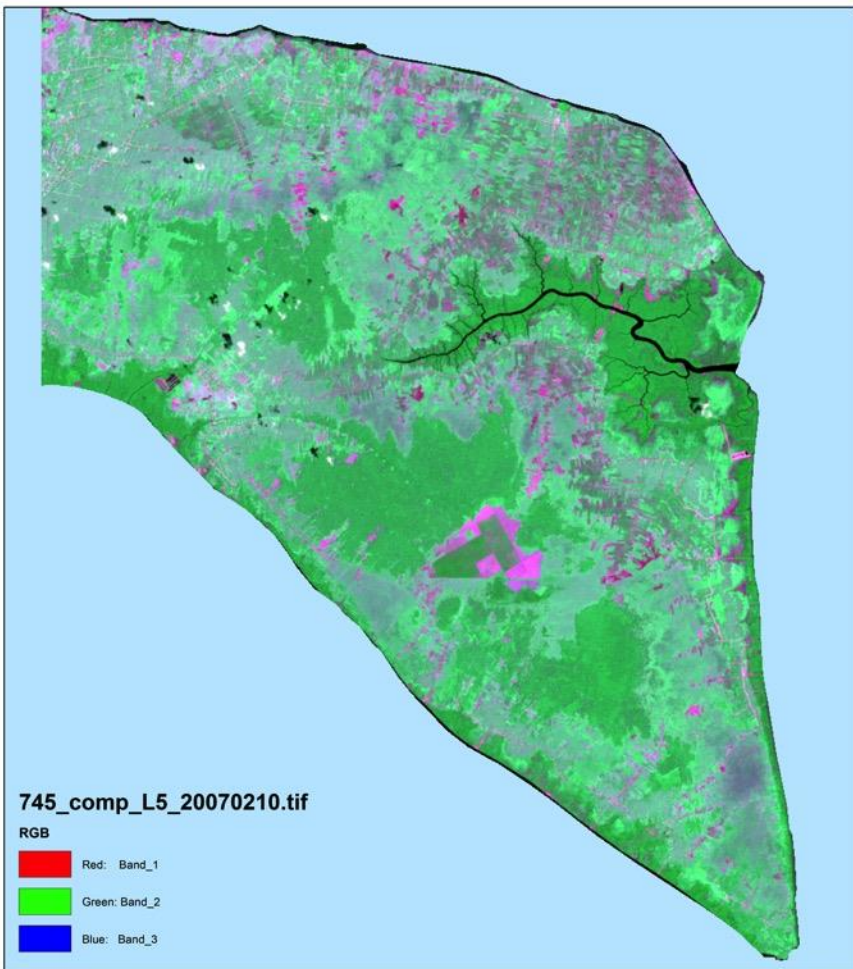 745_comp_L5_20070210.tif
RGB
Red: Band_1
Green: Band_2
Blue: Band_3